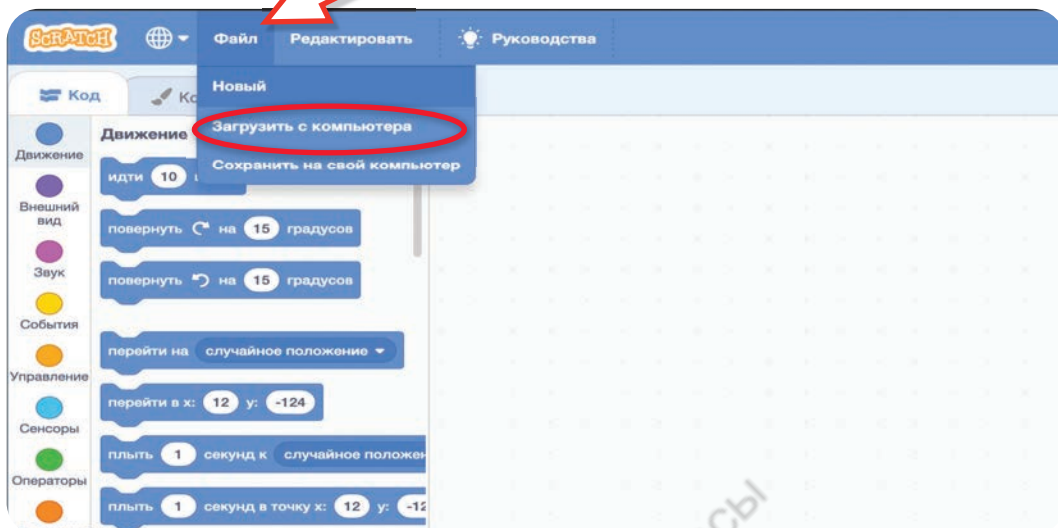 SCRATCH Файл Редактировать Руководства
Новый
Загрузить с компьютера
Сохранить на свой компьютер
Код
Движение
Движение
идти 10
Внешний вид
повернуть на 15 градусов
Звук
повернуть на 15 градусов
События
перейти на случайное положение
Управление
перейти в x: 12 y: -124
Сенсоры
плыть 1 секунд к случайное
Операторы
плыть 1 секунд в точку x: 12 y: